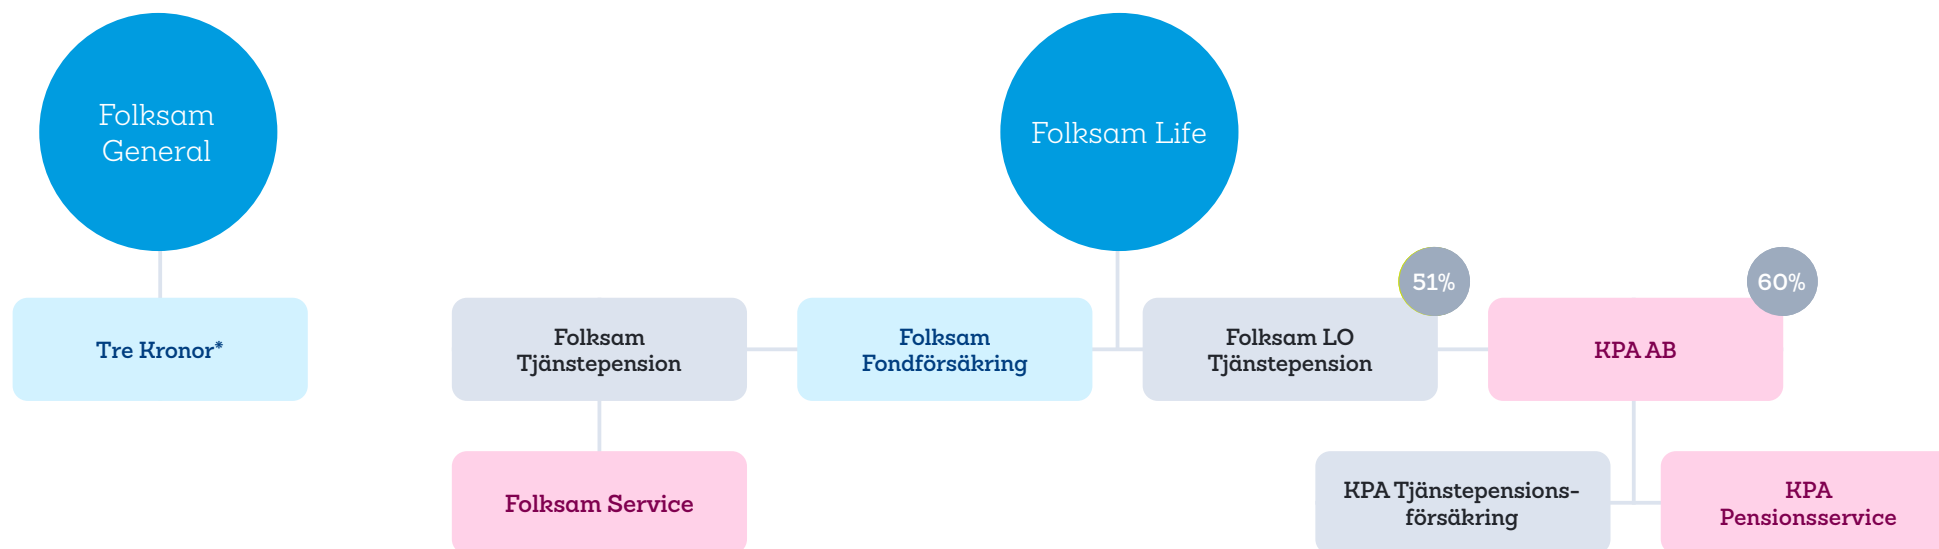 Folksam
General
Folksam Life
51%
60%
Tre Kronor*
Folksam
Tjänstepension
Folksam
Fondförsäkring
Folksam LO
Tjänstepension
KPA AB
Folksam Service
KPA Tjänstepensions-
försäkring
KPA
Pensionsservice